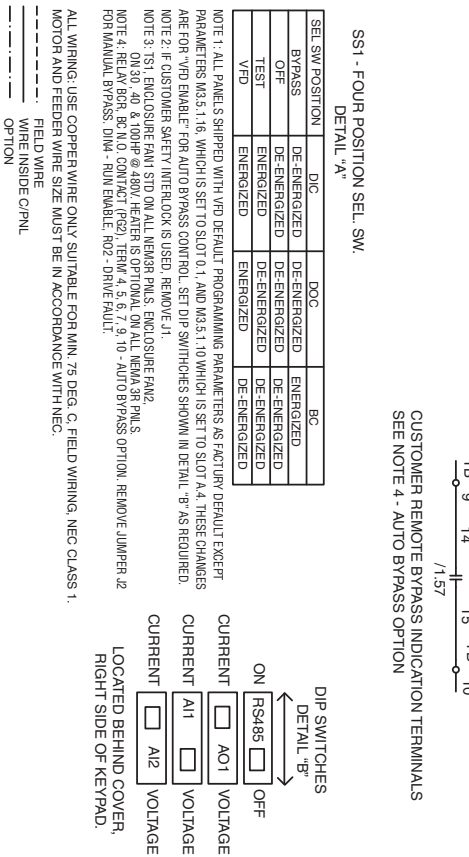 TB 9 14 15 TB 10
/1.57
CUSTOMER REMOTE BYPASS INDICATION TERMINALS
SEE NOTE 4 - AUTO BYPASS OPTION
SS1 - FOUR POSITION SEL. SW.
DETAIL "A"
SEL SW POSITION DIC DOC BC
BYPASS DE-ENERGIZED DE-ENERGIZED ENERGIZED
OFF DE-ENERGIZED DE-ENERGIZED DE-ENERGIZED
TEST ENERGIZED DE-ENERGIZED DE-ENERGIZED
VFD ENERGIZED ENERGIZED DE-ENERGIZED
NOTE 1: ALL PANELS SHIPPED WITH VFD DEFAULT PROGRAMMING PARAMETERS AS FACTURY DEFAULT EXCEPT
PARAMETERS M3.5.1.16, WHICH IS SET TO SLOT 0.1, AND M3.5.1.10 WHICH IS SET TO SLOT A.4. THESE CHANGES
ARE FOR "VFD ENABLE" FOR AUTO BYPASS CONTROL. SET DIP SWITHCHES SHOWN IN DETAIL "B" AS REQUIRED.
NOTE 2: IF CUSTOMER SAFETY INTERLOCK IS USED, REMOVE J1.
NOTE 3: TS1, ENCLOSURE FAN1 STD ON ALL NEM3R PNLS. ENCLOSURE FAN2,
ON 30 , 40 & 100HP @ 480V. HEATER IS OPTIONAL ON ALL NEMA 3R PNLS.
NOTE 4: RELAY BCR, BC N.O. CONTACT (PG2), TERM' 4, 5, 6, 7, 9, 10 - AUTO BYPASS OPTION. REMOVE JUMPER J2
FOR MANUAL BYPASS, DIN4 - RUN ENABLE, RO2 - DRIVE FAULT.
ALL WIRING: USE COPPER WIRE ONLY SUITABLE FOR MIN. 75 DEG. C, FIELD WIRING, NEC CLASS 1.
MOTOR AND FEEDER WIRE SIZE MUST BE IN ACCORDANCE WITH NEC.
FIELD WIRE
WIRE INSIDE C/PNL
OPTION
DIP SWITCHES
DETAIL "B"
ON RS485 OFF
CURRENT AO1 VOLTAGE
CURRENT AI1 VOLTAGE
CURRENT AI2 VOLTAGE
LOCATED BEHIND COVER,
RIGHT SIDE OF KEYPAD.